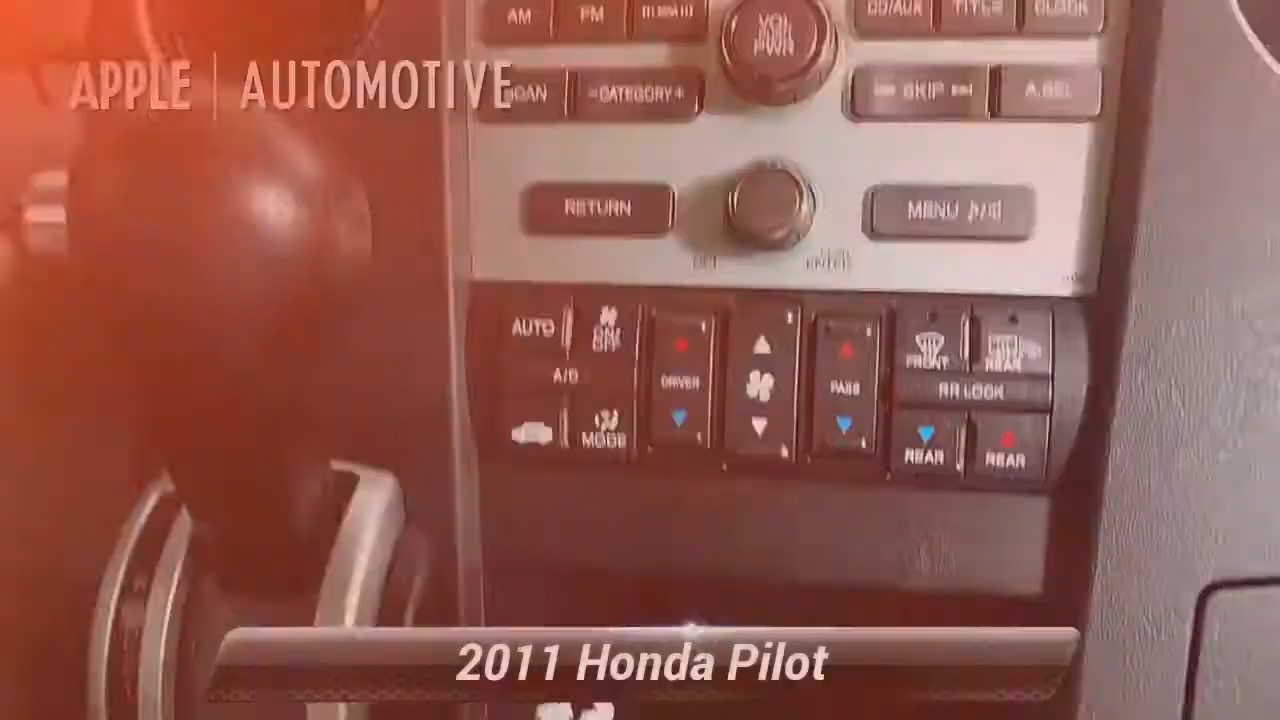 AM FM
VOL PWR
CD/AUX TITLE CLOCK
APPLE | AUTOMOTIVE
SCAN -CATEGORY+
SKIP A.SEL
RETURN
MENU
AUTO ON/OFF
DRIVER
PASS
FRONT REAR
A/C
RR LOCK
MODE
REAR REAR
2011 Honda Pilot